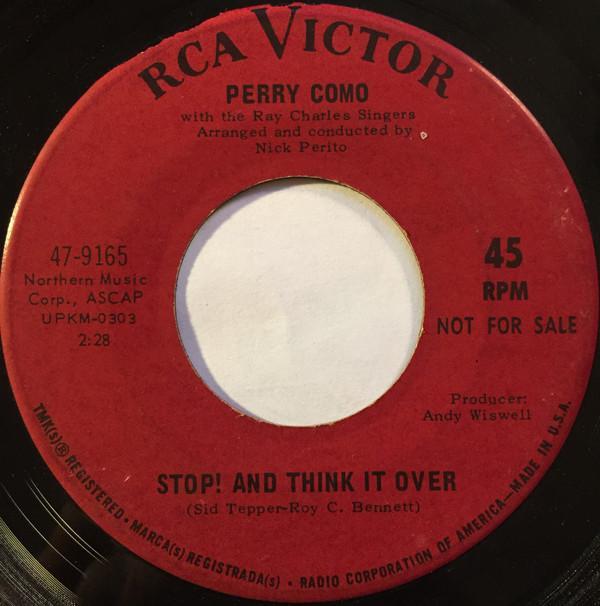 RCA VICTOR
PERRY COMO
with the Ray Charles Singers
Arranged and conducted by
Nick Perito
47-9165
Northern Music
Corp., ASCAP
UPKM-0303
2:28
45
RPM
NOT FOR SALE
Producer:
Andy Wiswell
STOP! AND THINK IT OVER
(Sid Tepper-Roy C. Bennett)
TMK(s) ® REGISTERED • MARCA(s) REGISTRADA(s) • RADIO CORPORATION OF AMERICA—MADE IN U.S.A.